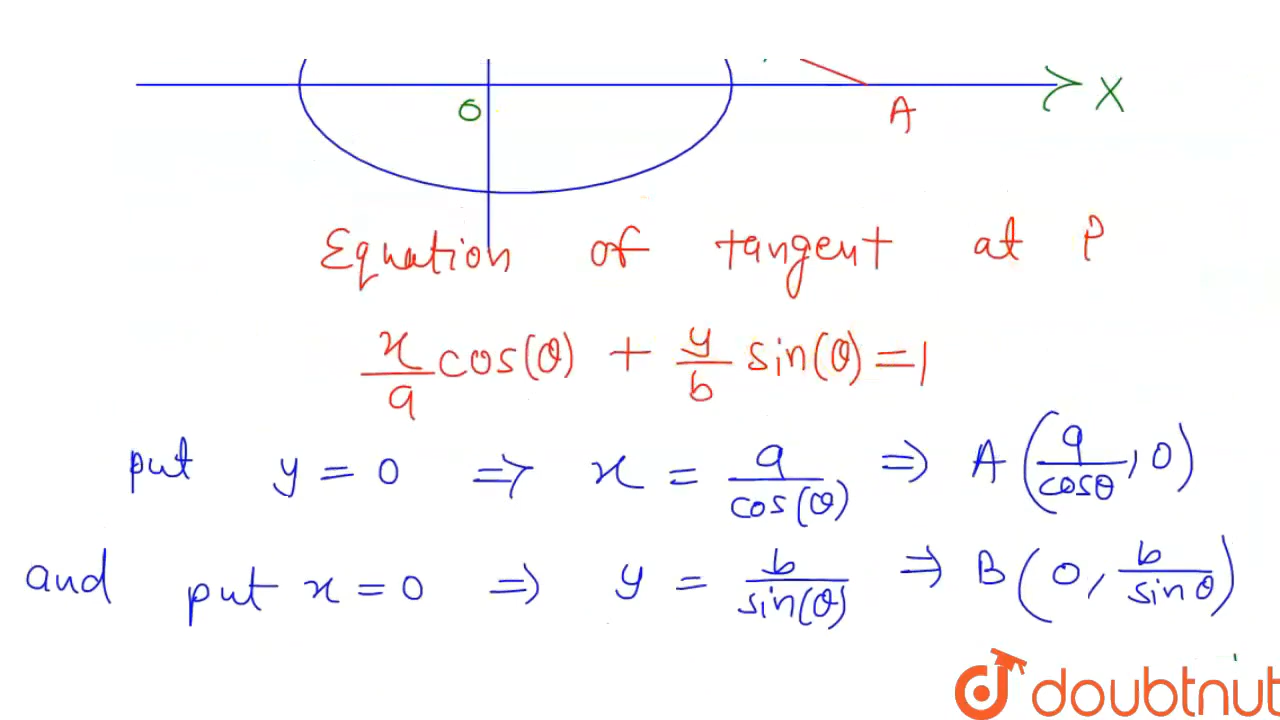 O A X
Equation of tangent at P
x/a cos(θ) + y/b sin(θ) = 1
put y = 0 ⇒ x = a/cos(θ) ⇒ A(a/cosθ, 0)
and put x = 0 ⇒ y = b/sin(θ) ⇒ B(0, b/sinθ)
doubtnut